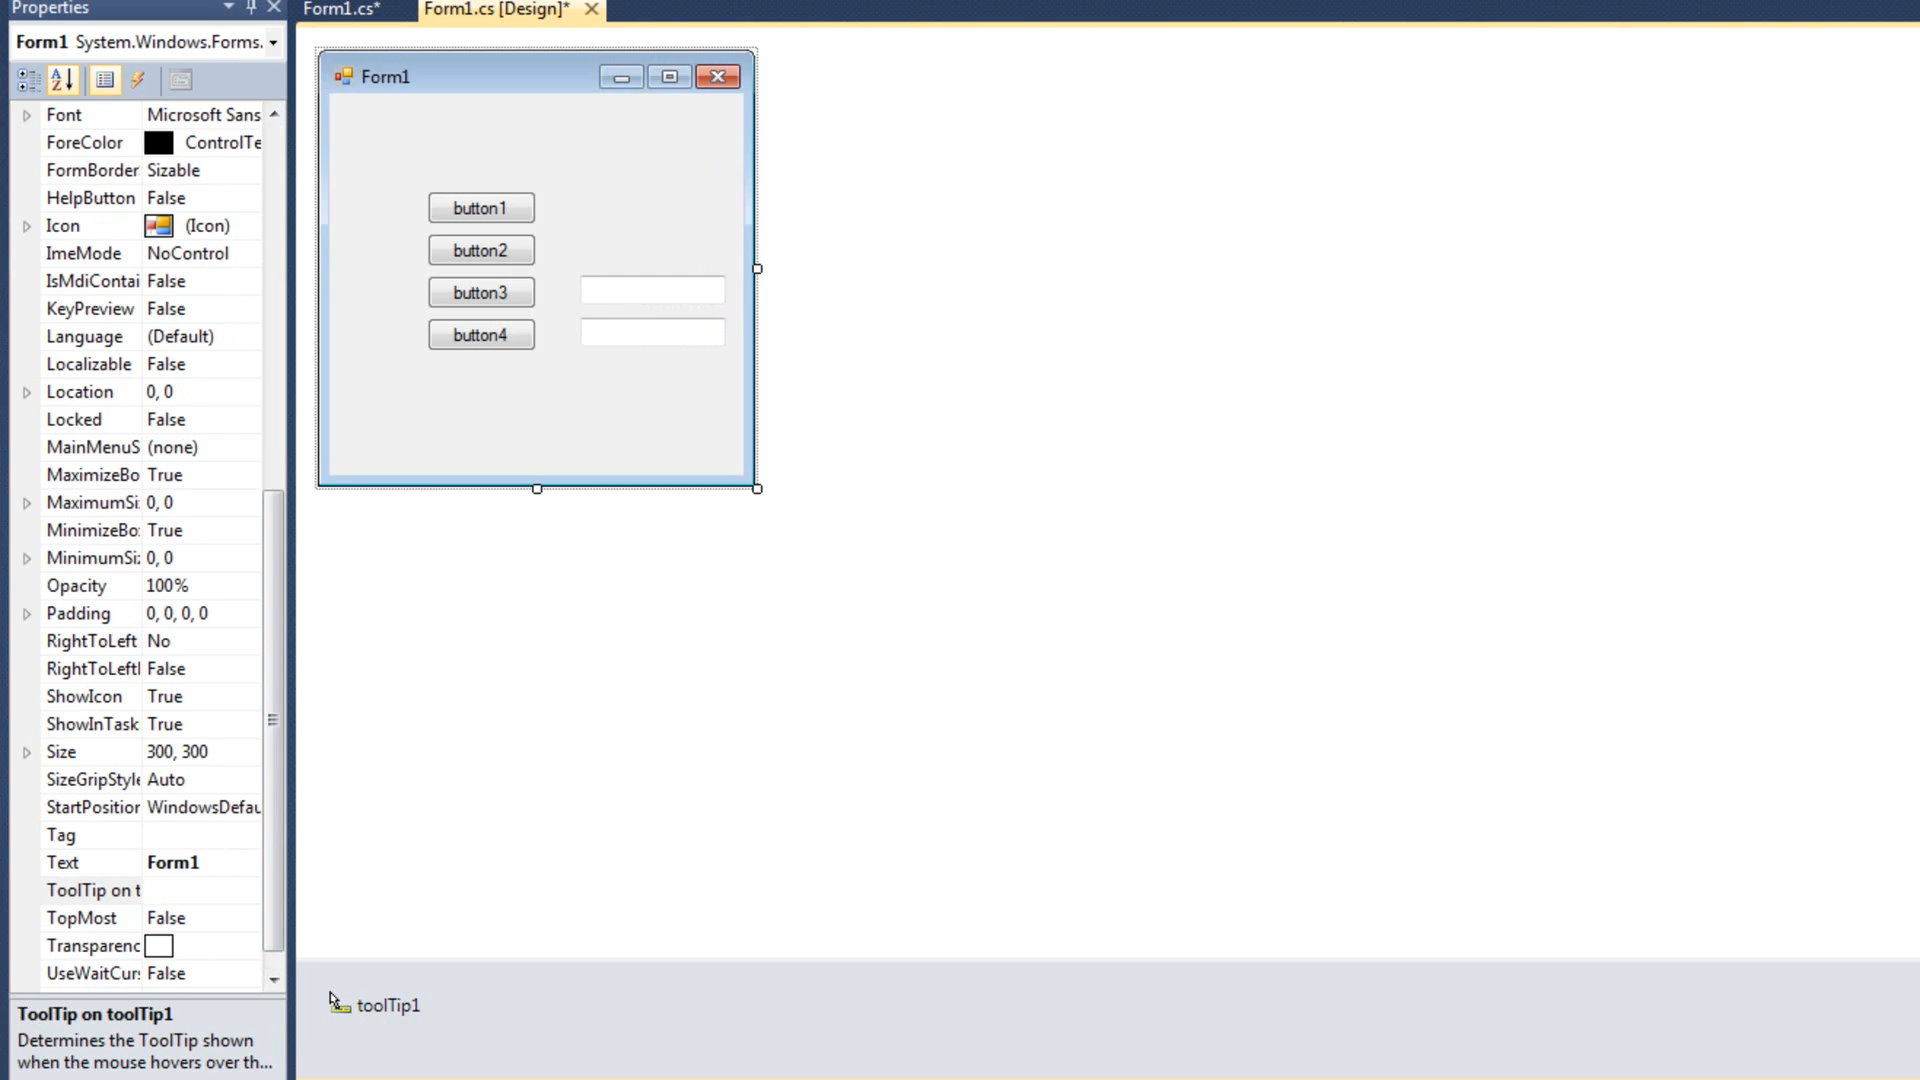 Properties
Form1.cs*
Form1.cs [Design]*
Form1 System.Windows.Forms.
Font Microsoft Sans
ForeColor ControlTe
FormBorder Sizable
HelpButton False
Icon (Icon)
ImeMode NoControl
IsMdiContai False
KeyPreview False
Language (Default)
Localizable False
Location 0, 0
Locked False
MainMenuS (none)
MaximizeBo True
MaximumSi 0, 0
MinimizeBo True
MinimumSi 0, 0
Opacity 100%
Padding 0, 0, 0, 0
RightToLeft No
RightToLeftl False
ShowIcon True
ShowInTask True
Size 300, 300
SizeGripStyle Auto
StartPosition WindowsDefau
Tag
Text Form1
ToolTip on t
TopMost False
Transparenc
UseWaitCur False
ToolTip on toolTip1
Determines the ToolTip shown
when the mouse hovers over th...
Form1
button1
button2
button3
button4
toolTip1